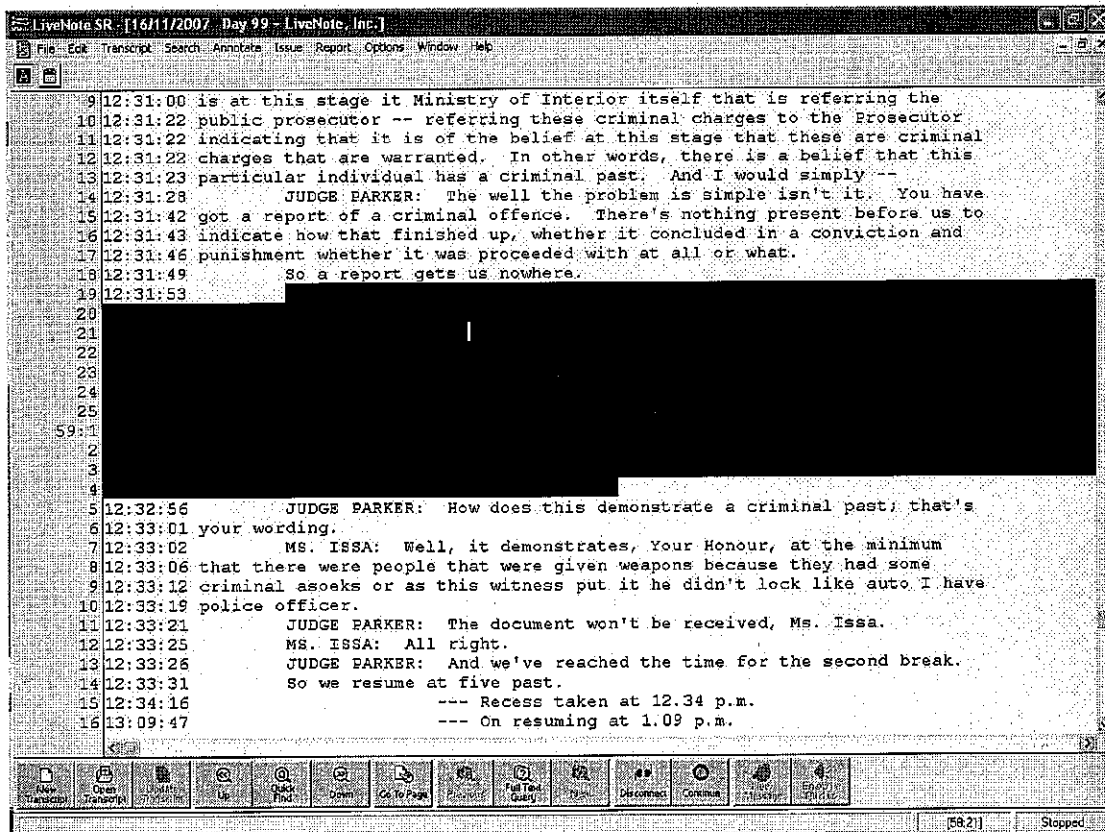 LiveNote SR - [16/11/2007 Day 99 - LiveNote, Inc.]
File Edit Transcript Search Annotate Issue Report Options Window Help
9 12:31:00 is at this stage it Ministry of Interior itself that is referring the
10 12:31:22 public prosecutor -- referring these criminal charges to the Prosecutor
11 12:31:22 indicating that it is of the belief at this stage that these are criminal
12 12:31:22 charges that are warranted. In other words, there is a belief that this
13 12:31:23 particular individual has a criminal past. And I would simply --
14 12:31:28 JUDGE PARKER: The well the problem is simple isn't it. You have
15 12:31:42 got a report of a criminal offence. There's nothing present before us to
16 12:31:43 indicate how that finished up, whether it concluded in a conviction and
17 12:31:46 punishment whether it was proceeded with at all or what.
18 12:31:49 So a report gets us nowhere.
19 12:31:53
20
21
22
23
24
25
59:1
2
3
4
5 12:32:56 JUDGE PARKER: How does this demonstrate a criminal past; that's
6 12:33:01 your wording.
7 12:33:02 MS. ISSA: Well, it demonstrates, Your Honour, at the minimum
8 12:33:06 that there were people that were given weapons because they had some
9 12:33:12 criminal asoeks or as this witness put it he didn't lock like auto I have
10 12:33:19 police officer.
11 12:33:21 JUDGE PARKER: The document won't be received, Ms. Issa.
12 12:33:25 MS. ISSA: All right.
13 12:33:26 JUDGE PARKER: And we've reached the time for the second break.
14 12:33:31 So we resume at five past.
15 12:34:16 --- Recess taken at 12.34 p.m.
16 13:09:47 --- On resuming at 1.09 p.m.
New Transcript Open Transcript Up Quick Find Down Go To Page Full Text Query Disconnect Continue
[58:21] Stopped